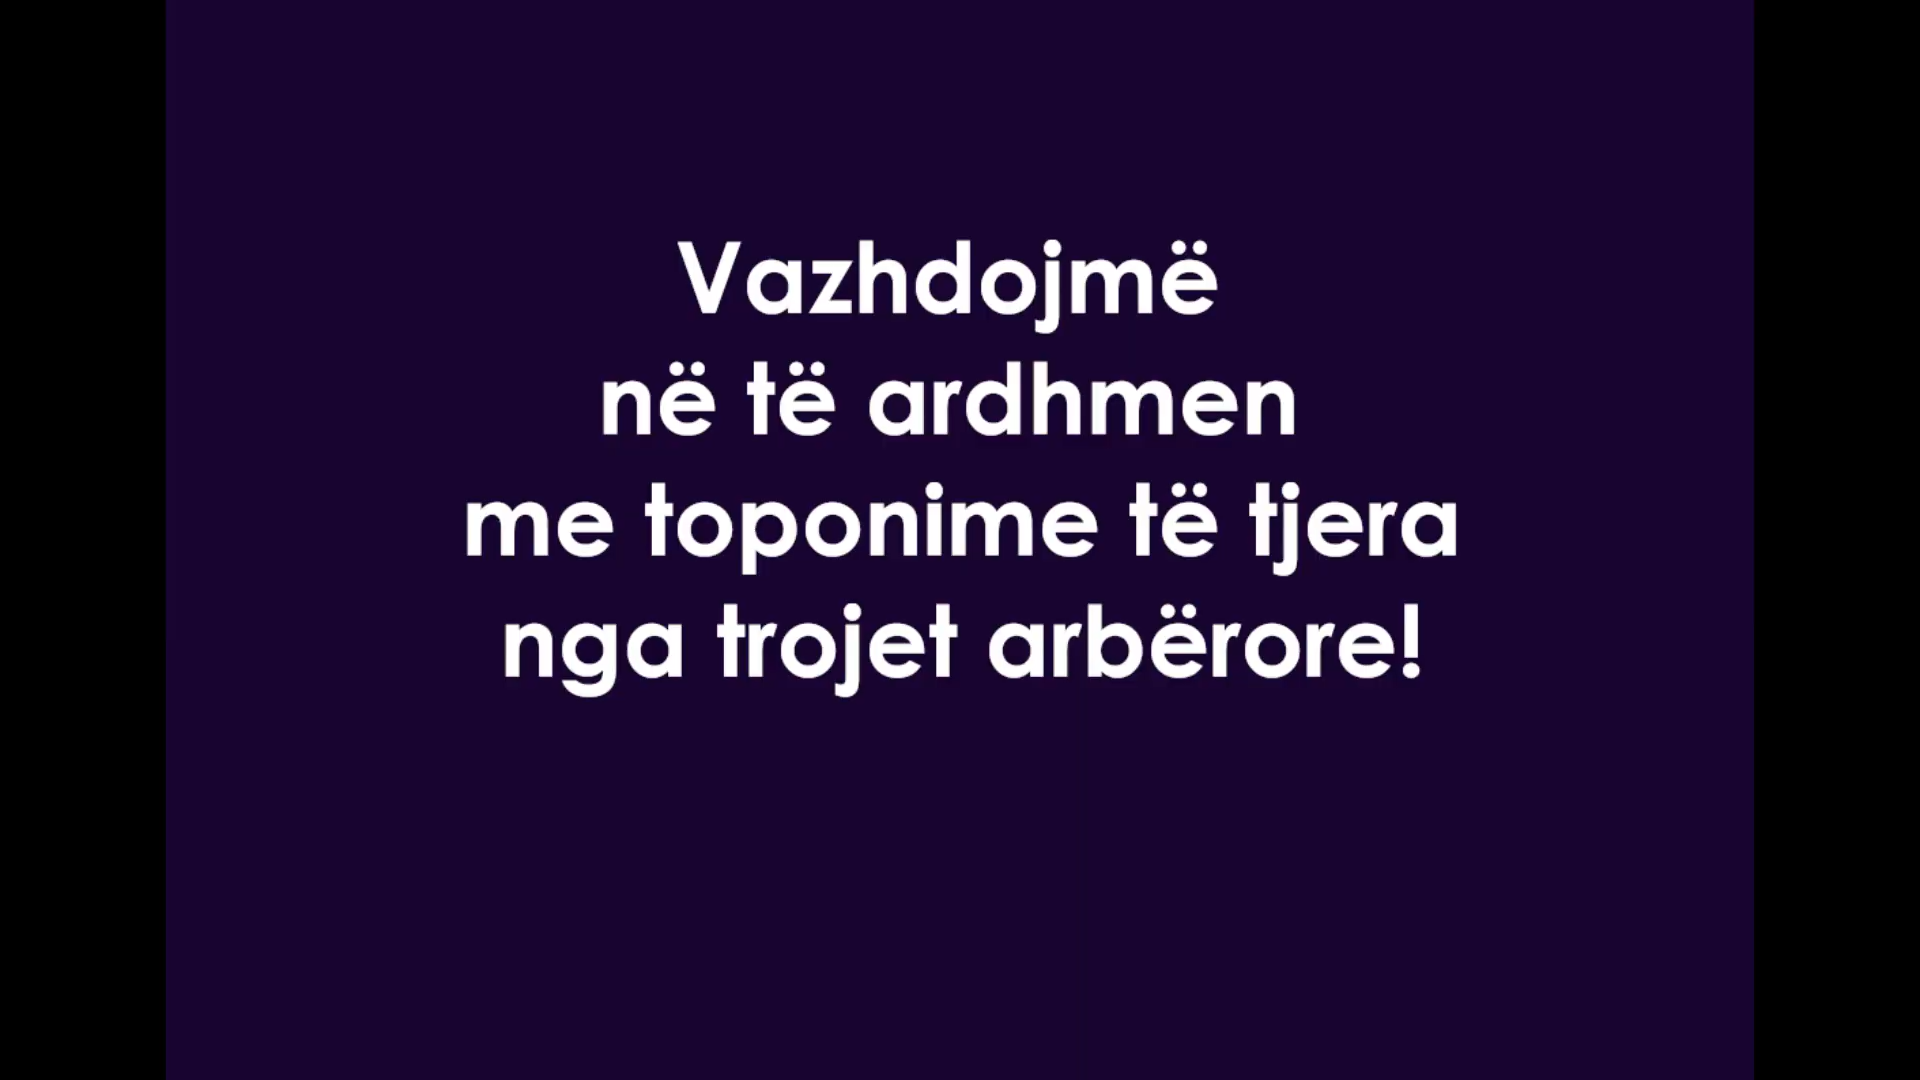 Vazhdojmë
në të ardhmen
me toponime të tjera
nga trojet arbërore!